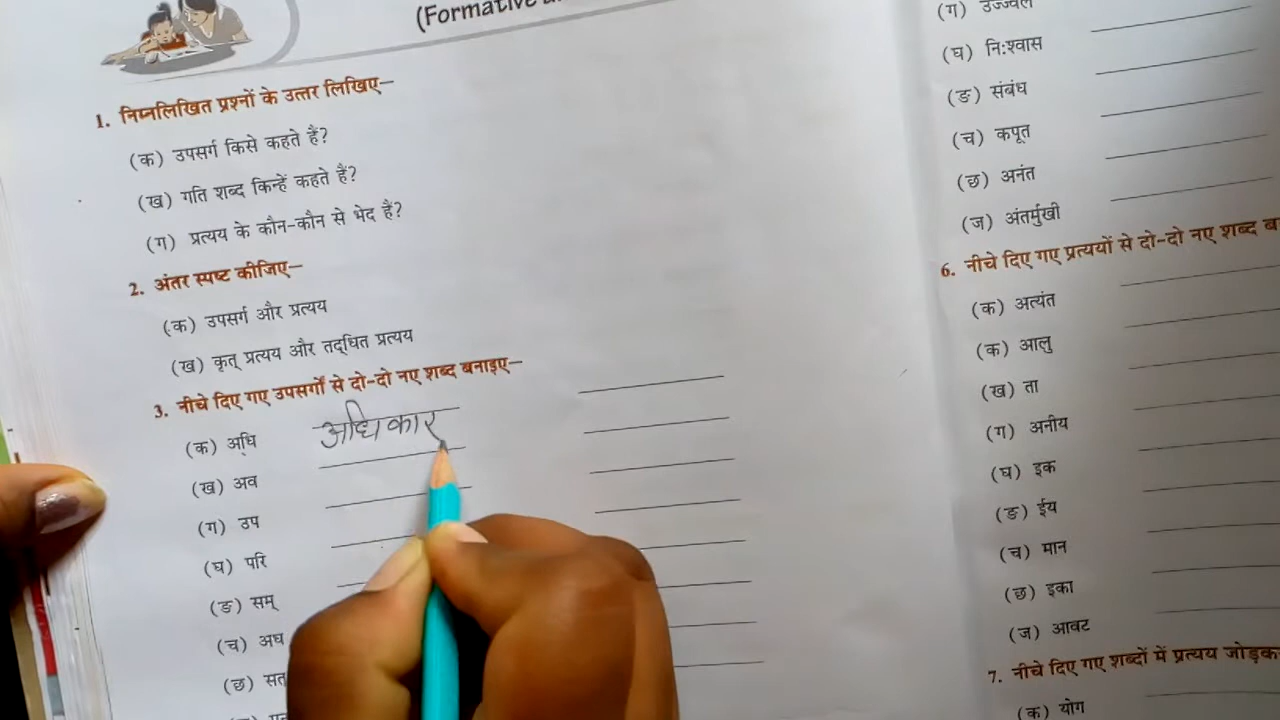 (Formative
1. निम्नलिखित प्रश्नों के उत्तर लिखिए–
(क) उपसर्ग किसे कहते हैं?
(ख) गति शब्द किन्हें कहते हैं?
(ग) प्रत्यय के कौन-कौन से भेद हैं?
2. अंतर स्पष्ट कीजिए–
(क) उपसर्ग और प्रत्यय
(ख) कृत् प्रत्यय और तद्धित प्रत्यय
3. नीचे दिए गए उपसर्गों से दो-दो नए शब्द बनाइए–
(क) अधि अधिकार
(ख) अव
(ग) उप
(घ) परि
(ङ) सम्
(च) अध
(छ) सत्
(ग) उज्ज्वल
(घ) नि:श्वास
(ङ) संबंध
(च) कपूत
(छ) अनंत
(ज) अंतर्मुखी
6. नीचे दिए गए प्रत्ययों से दो-दो नए शब्द
(क) अत्यंत
(क) आलु
(ख) ता
(ग) अनीय
(घ) इक
(ङ) ईय
(च) मान
(छ) इका
(ज) आवट
7. नीचे दिए गए शब्दों में प्रत्यय
(क) योग